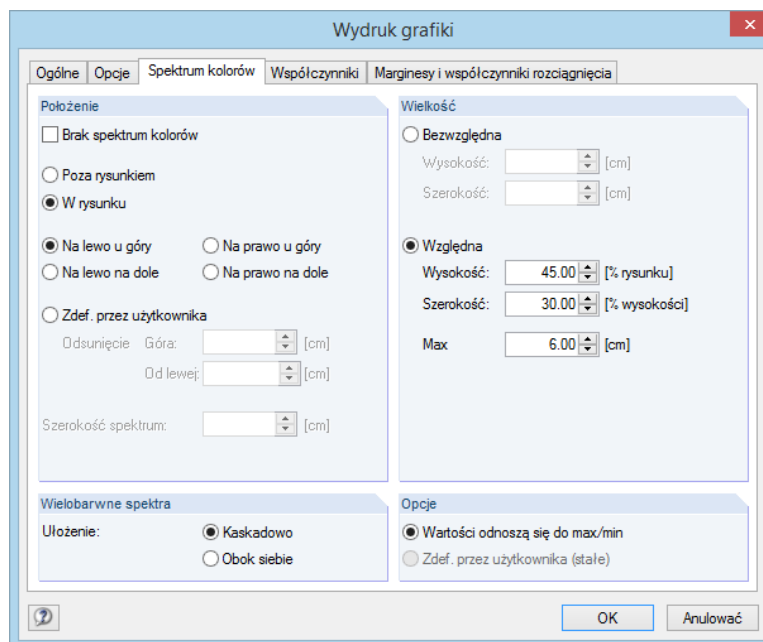 Wydruk grafiki
Ogólne Opcje Spektrum kolorów Współczynniki Marginesy i współczynniki rozciągnięcia
Położenie
Brak spektrum kolorów
Poza rysunkiem
W rysunku
Na lewo u góry Na prawo u góry
Na lewo na dole Na prawo na dole
Zdef. przez użytkownika
Odsunięcie Góra: [cm]
Od lewej: [cm]
Szerokość spektrum: [cm]
Wielkość
Bezwzględna
Wysokość: [cm]
Szerokość: [cm]
Względna
Wysokość: 45.00 [% rysunku]
Szerokość: 30.00 [% wysokości]
Max 6.00 [cm]
Wielobarwne spektra
Ułożenie: Kaskadowo
Obok siebie
Opcje
Wartości odnoszą się do max/min
Zdef. przez użytkownika (stałe)
OK Anulować